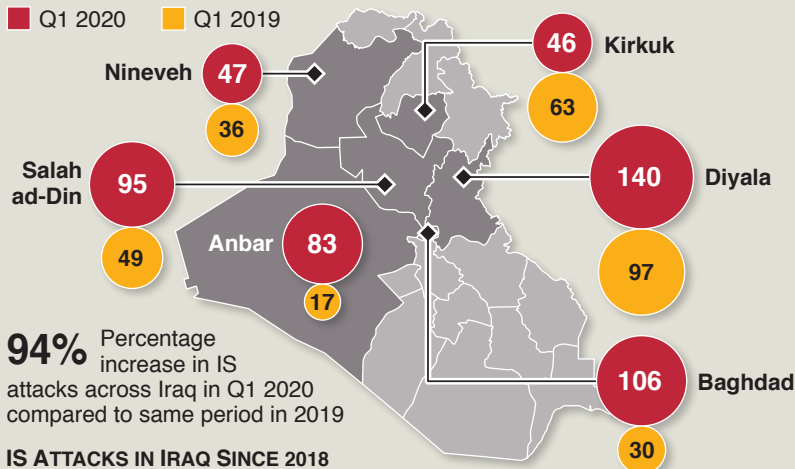 Q1 2020 Q1 2019
Nineveh 47
36
46 Kirkuk
63
Salah
ad-Din
95
49
Anbar 83
17
140 Diyala
97
106 Baghdad
30
94% Percentage
increase in IS
attacks across Iraq in Q1 2020
compared to same period in 2019
IS ATTACKS IN IRAQ SINCE 2018